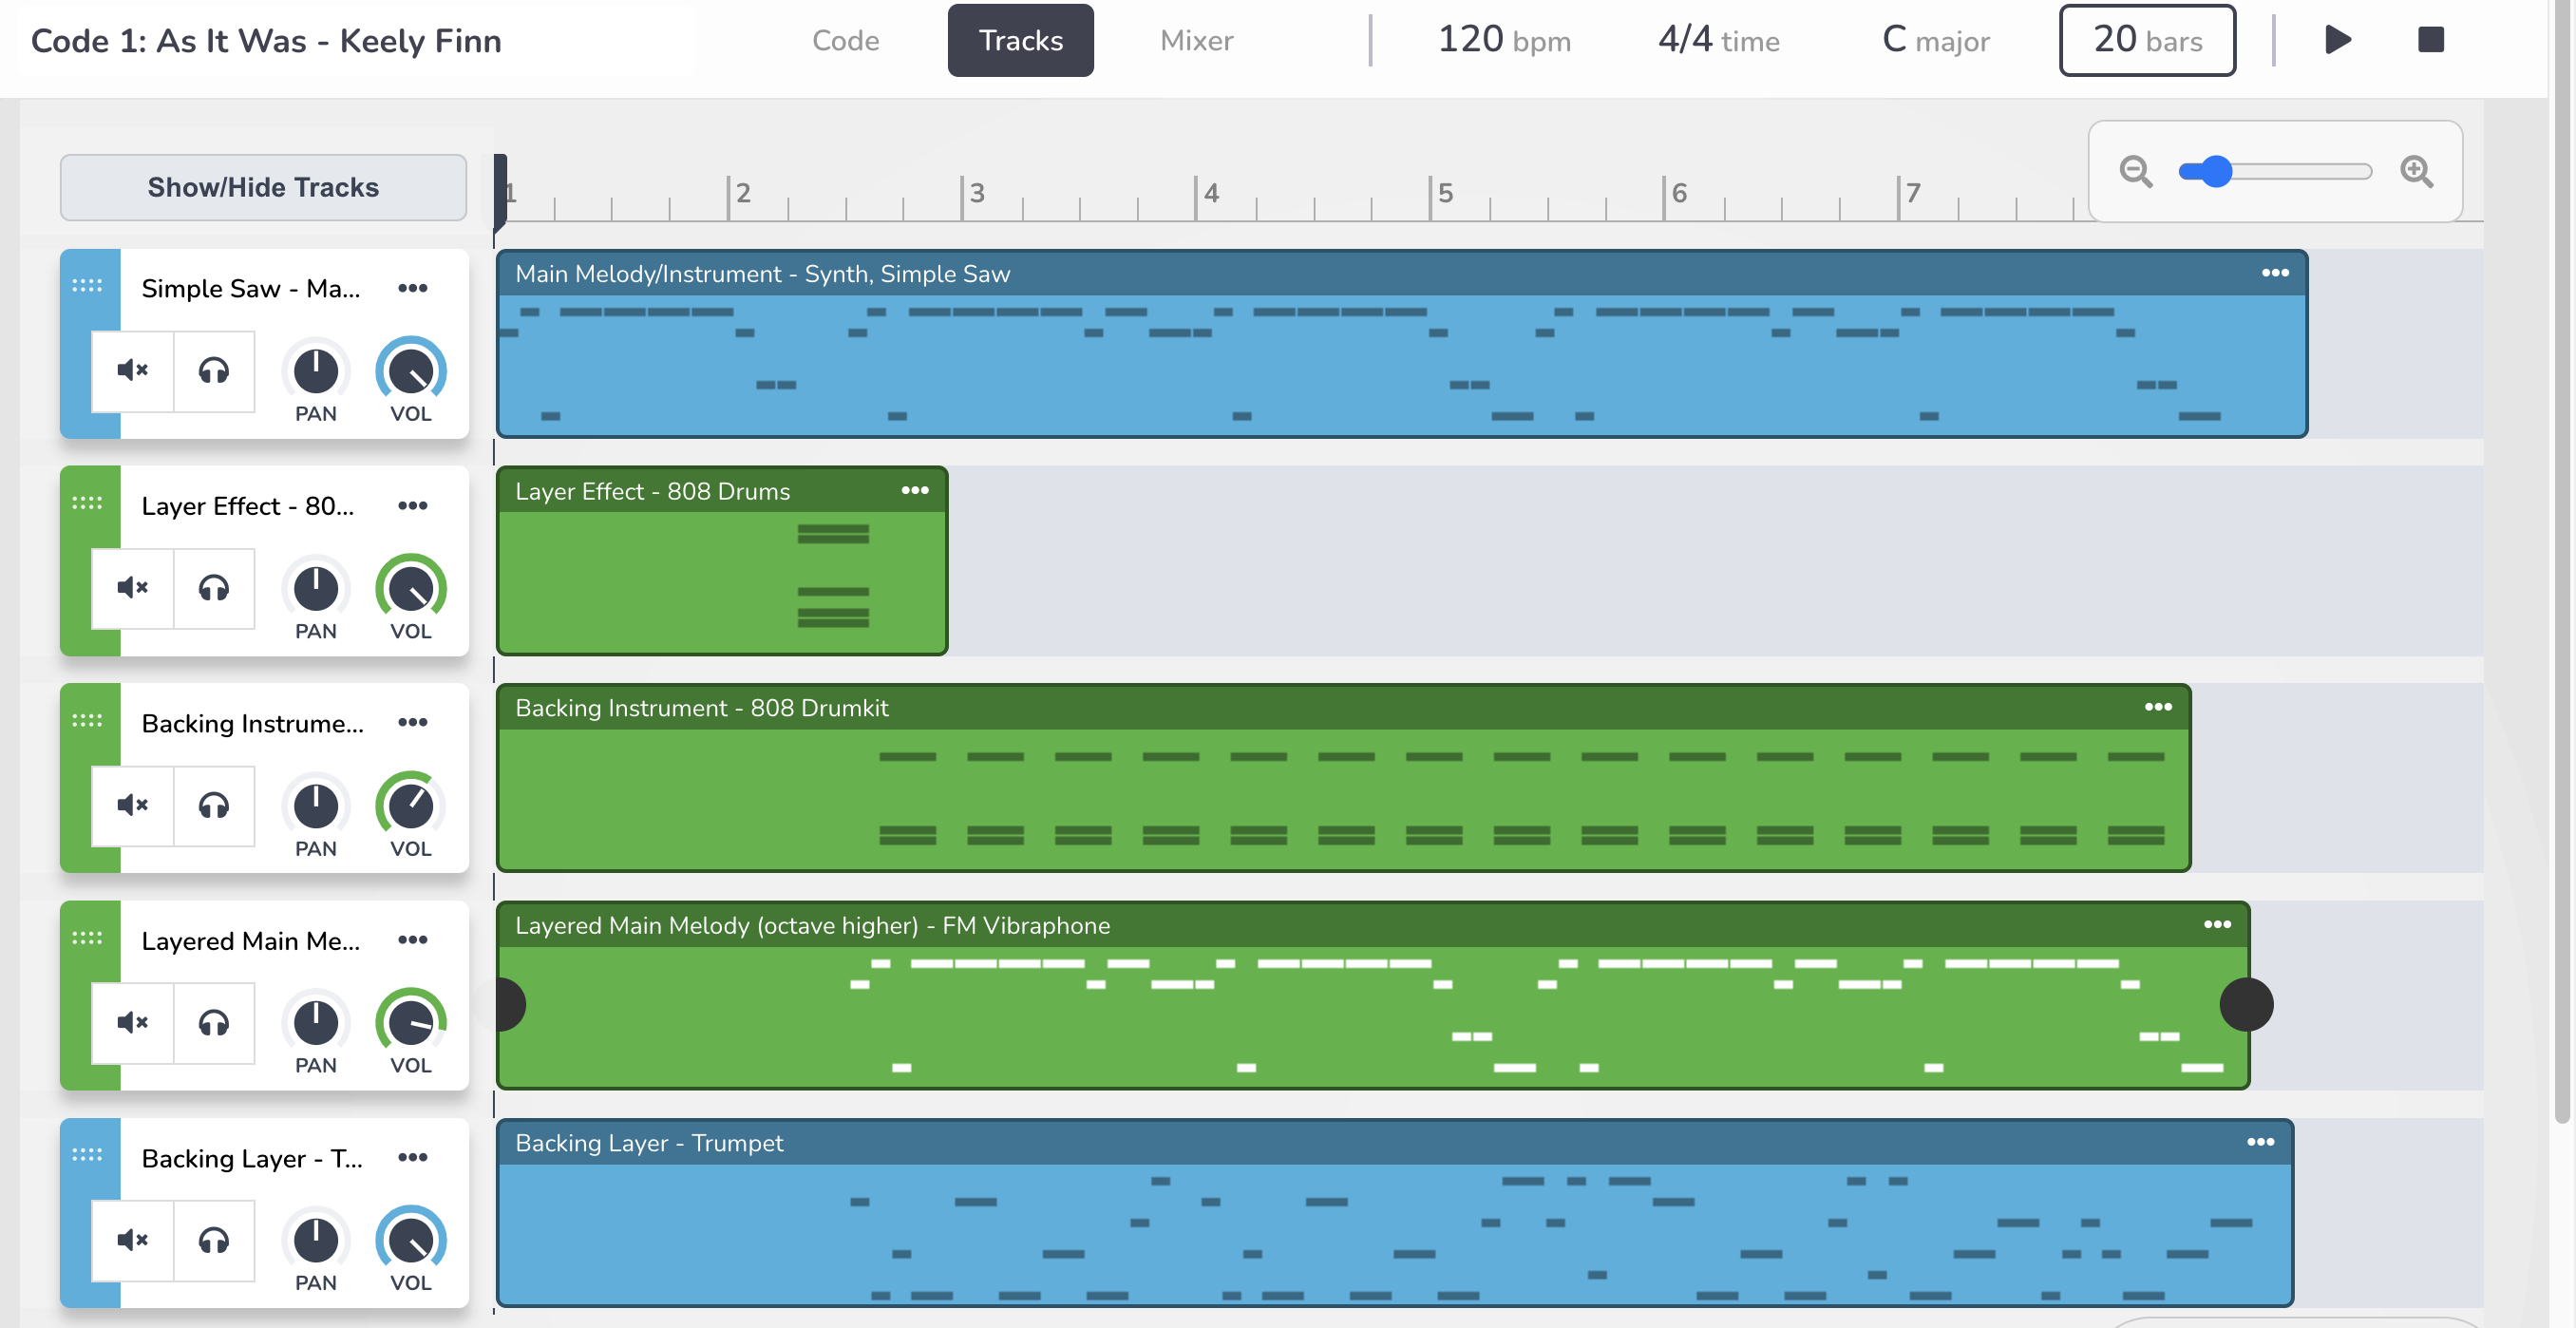 Code 1: As It Was - Keely Finn
Code Tracks Mixer 120 bpm 4/4 time C major 20 bars
Show/Hide Tracks
1 2 3 4 5 6 7
Simple Saw - Ma...
PAN VOL
Main Melody/Instrument - Synth, Simple Saw
Layer Effect - 80...
PAN VOL
Layer Effect - 808 Drums
Backing Instrume...
PAN VOL
Backing Instrument - 808 Drumkit
Layered Main Me...
PAN VOL
Layered Main Melody (octave higher) - FM Vibraphone
Backing Layer - T...
PAN VOL
Backing Layer - Trumpet